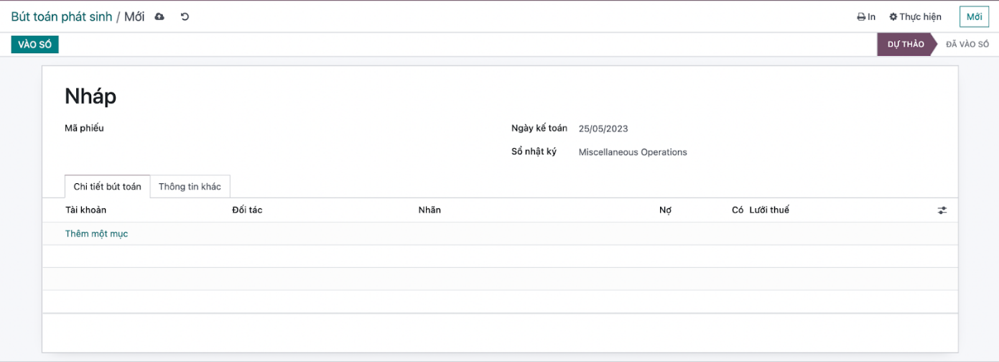 Bút toán phát sinh / Mới
In Thực hiện Mới
VÀO SỔ
DỰ THẢO ĐÃ VÀO SỔ
Nháp
Mã phiếu
Ngày kế toán 25/05/2023
Sổ nhật ký Miscellaneous Operations
Chi tiết bút toán Thông tin khác
Tài khoản Đối tác Nhãn Nợ Có Lưới thuế
Thêm một mục